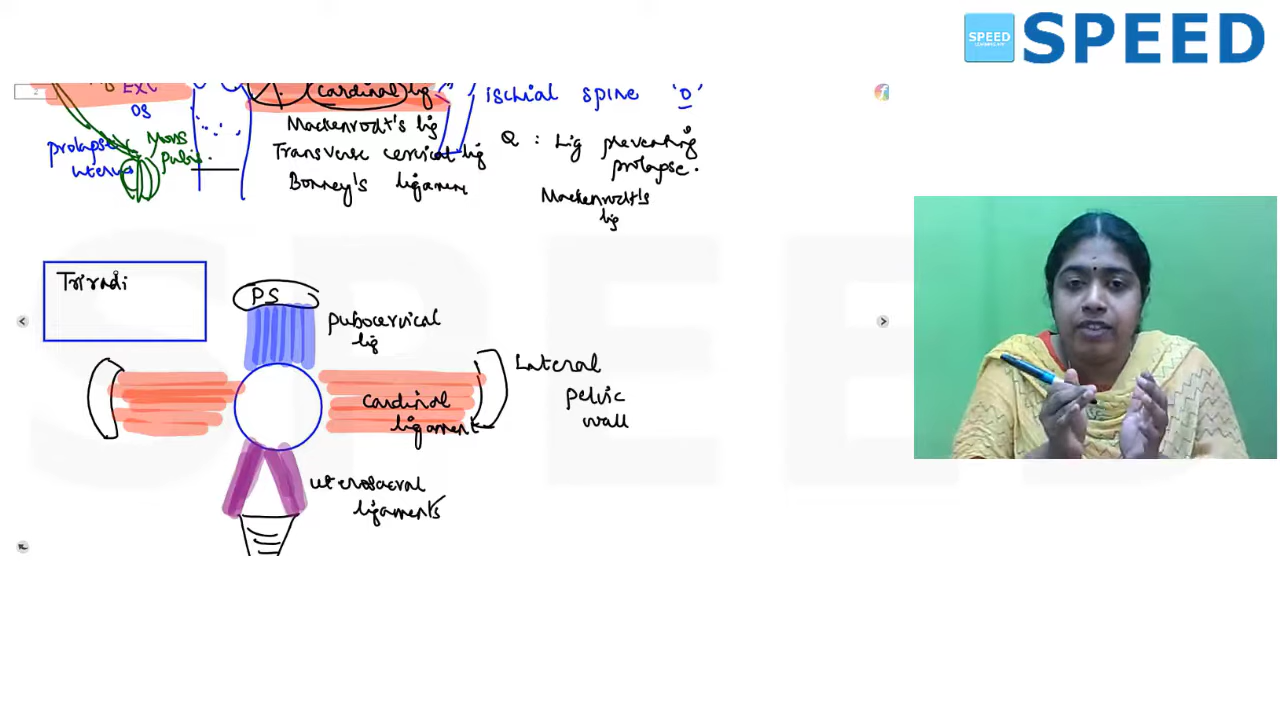 SPEED
SPEED
Ext
cardinal lig
ischial spine 'O'
OS
Mackenrodt's lig
prolapse
Mons
Q : Lig preventing
pubis.
Transverse cervical lig
prolapse.
uterus
Bonney's ligament
Mackenrodt's
lig
Triradi
PS
pubocervical
lig
Lateral
pelvic
wall
cardinal
ligament
uterosacral
ligaments